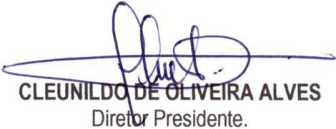 CLEUNILDO DE OLIVEIRA ALVES
Diretor Presidente.